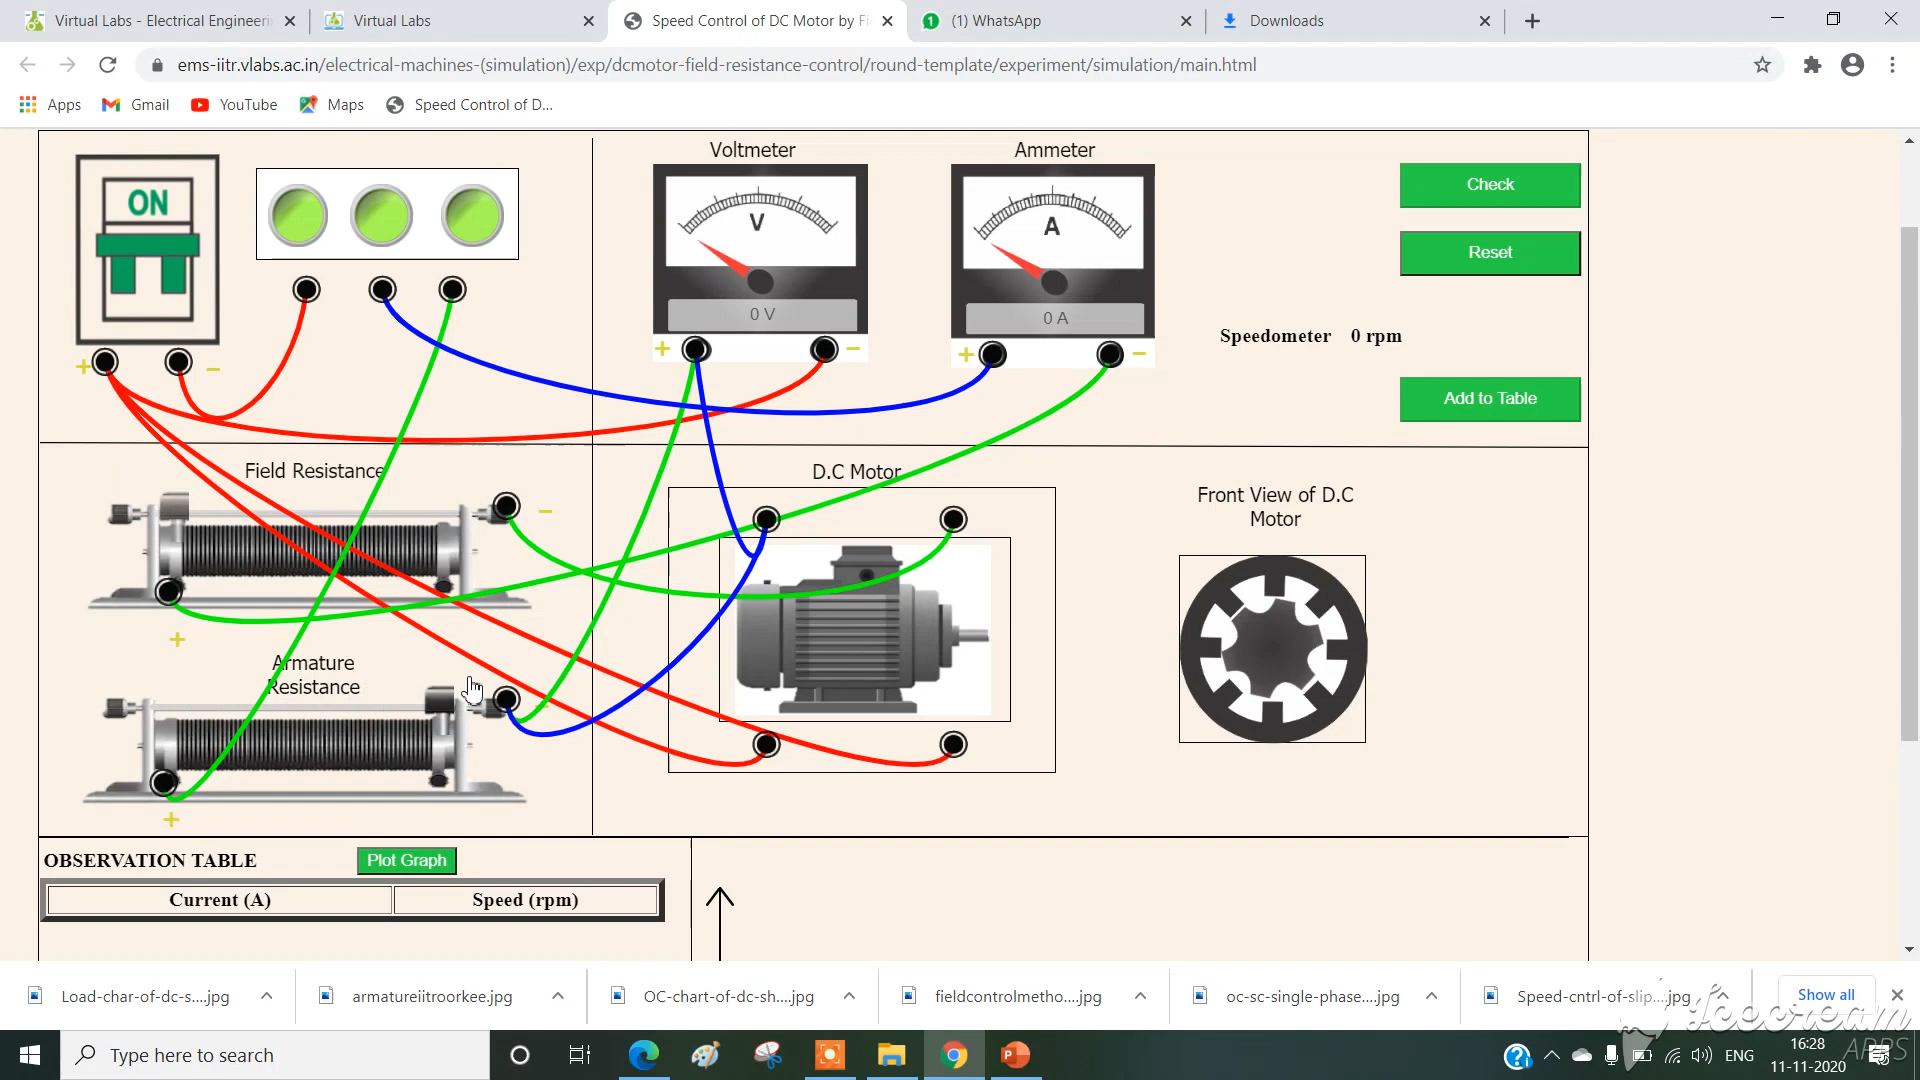 Virtual Labs - Electrical Engineerin
Virtual Labs
Speed Control of DC Motor by Fi
(1) WhatsApp
Downloads
ems-iitr.vlabs.ac.in/electrical-machines-(simulation)/exp/dcmotor-field-resistance-control/round-template/experiment/simulation/main.html
Apps
Gmail
YouTube
Maps
Speed Control of D...
Voltmeter
Ammeter
ON
V
A
Check
Reset
0 V
0 A
Speedometer 0 rpm
+ -
+ -
+ -
Add to Table
Field Resistance
D.C Motor
Front View of D.C
Motor
-
+
Armature
Resistance
+
OBSERVATION TABLE
Plot Graph
Current (A)
Speed (rpm)
Load-char-of-dc-s....jpg
armatureiitroorkee.jpg
OC-chart-of-dc-sh....jpg
fieldcontrolmetho....jpg
oc-sc-single-phase....jpg
Speed-cntrl-of-slip....jpg
Show all
Icecream
APPS
Type here to search
ENG
16:28
11-11-2020